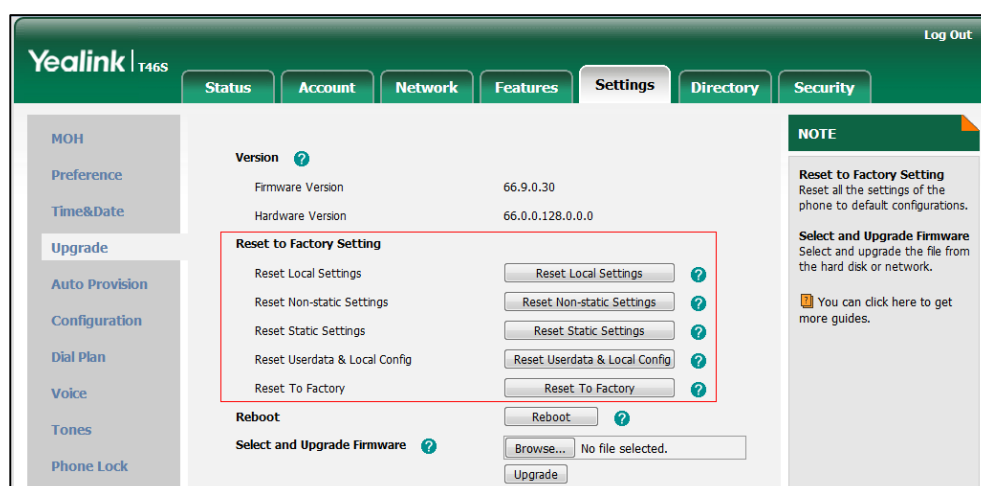 Log Out
Yealink | T46S
Status Account Network Features Settings Directory Security
MOH
Preference
Time&Date
Upgrade
Auto Provision
Configuration
Dial Plan
Voice
Tones
Phone Lock
Version ?
Firmware Version 66.9.0.30
Hardware Version 66.0.0.128.0.0.0
Reset to Factory Setting
Reset Local Settings Reset Local Settings ?
Reset Non-static Settings Reset Non-static Settings ?
Reset Static Settings Reset Static Settings ?
Reset Userdata & Local Config Reset Userdata & Local Config ?
Reset To Factory Reset To Factory ?
Reboot Reboot ?
Select and Upgrade Firmware ? Browse... No file selected.
Upgrade
NOTE
Reset to Factory Setting
Reset all the settings of the
phone to default configurations.
Select and Upgrade Firmware
Select and upgrade the file from
the hard disk or network.
? You can click here to get
more guides.